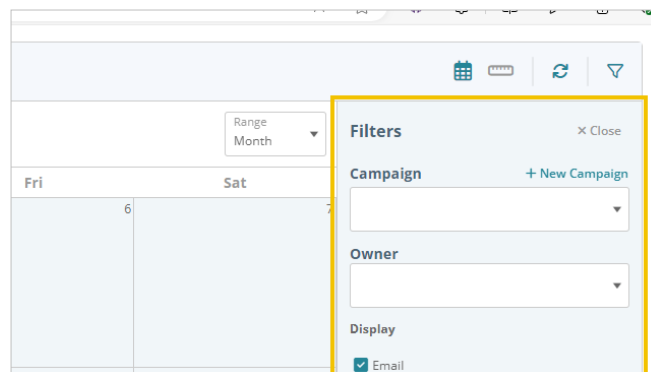 Range
Month
Filters
× Close
Campaign
+ New Campaign
Fri
Sat
6
7
Owner
Display
Email